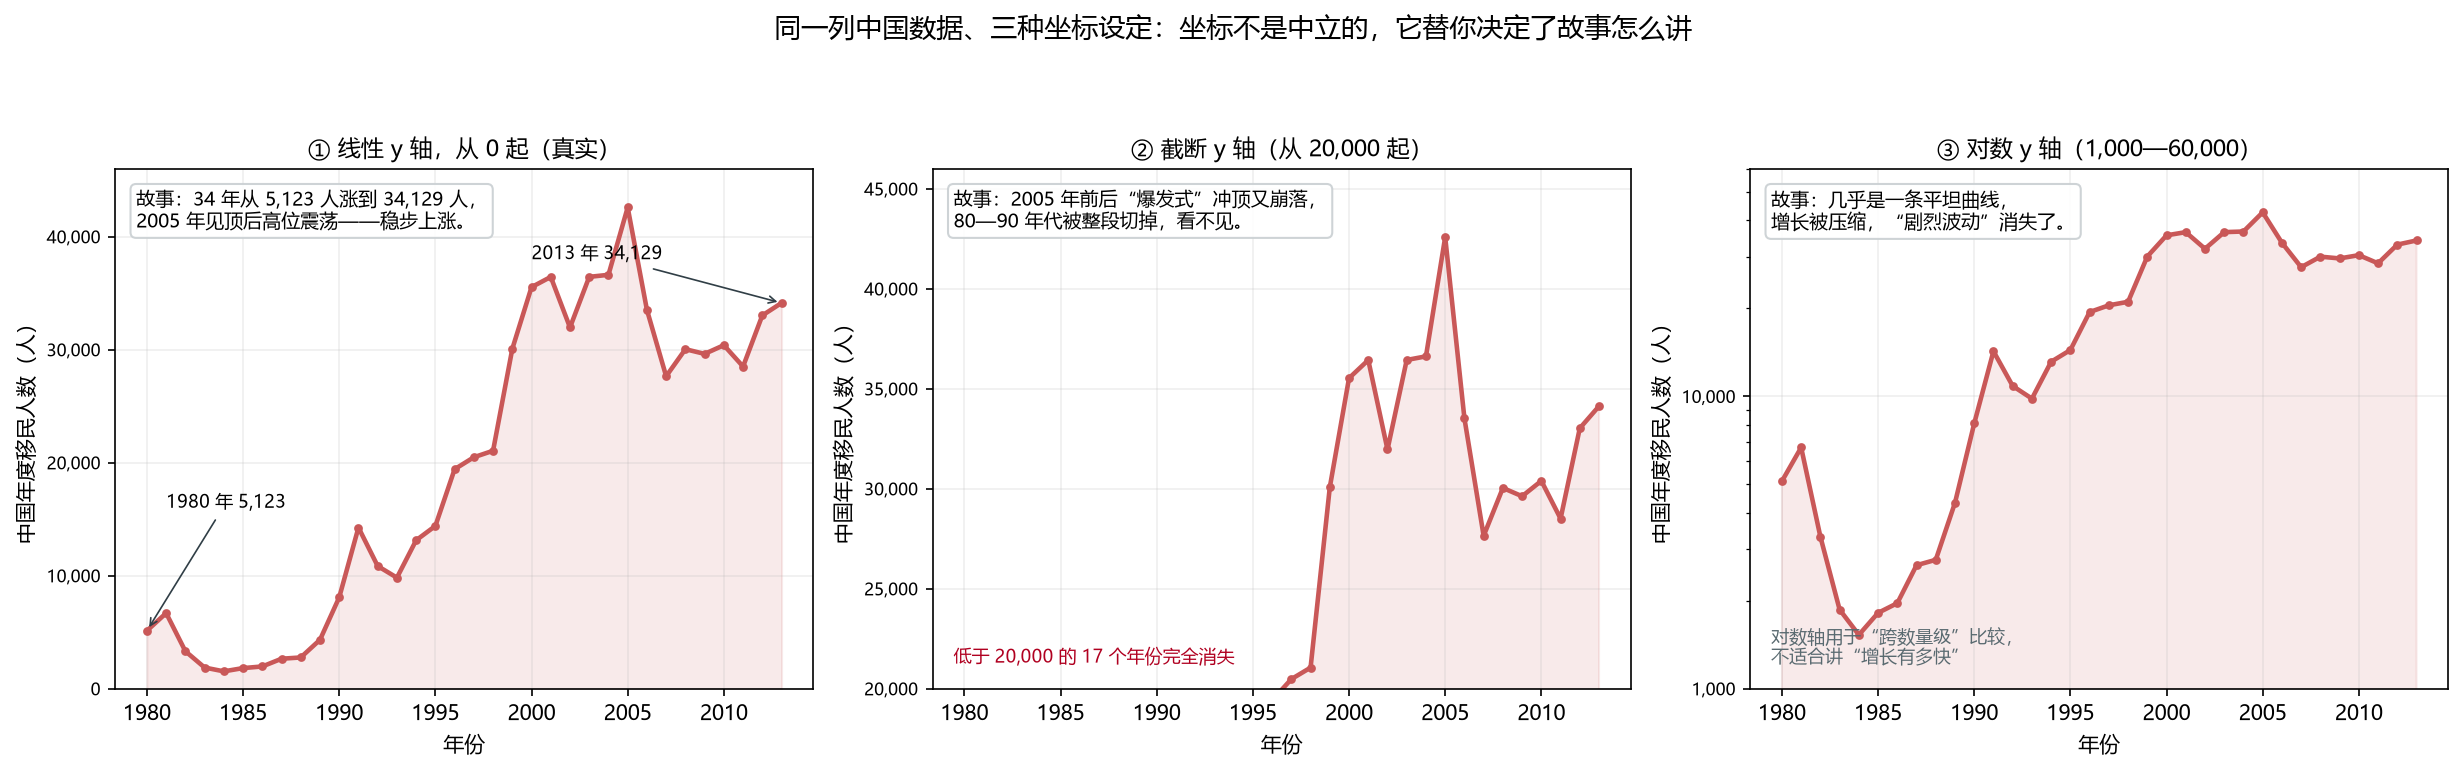 同一列中国数据、三种坐标设定：坐标不是中立的，它替你决定了故事怎么讲
① 线性 y 轴，从 0 起（真实）
故事：34 年从 5,123 人涨到 34,129 人，
2005 年见顶后高位震荡——稳步上涨。
2013 年 34,129
1980 年 5,123
中国年度移民人数（人）
40,000
30,000
20,000
10,000
0
1980 1985 1990 1995 2000 2005 2010
年份
② 截断 y 轴（从 20,000 起）
故事：2005 年前后“爆发式”冲顶又崩落，
80—90 年代被整段切掉，看不见。
低于 20,000 的 17 个年份完全消失
中国年度移民人数（人）
45,000
40,000
35,000
30,000
25,000
20,000
1980 1985 1990 1995 2000 2005 2010
年份
③ 对数 y 轴（1,000—60,000）
故事：几乎是一条平坦曲线，
增长被压缩，“剧烈波动”消失了。
对数轴用于“跨数量级”比较，
不适合讲“增长有多快”
中国年度移民人数（人）
10,000
1,000
1980 1985 1990 1995 2000 2005 2010
年份